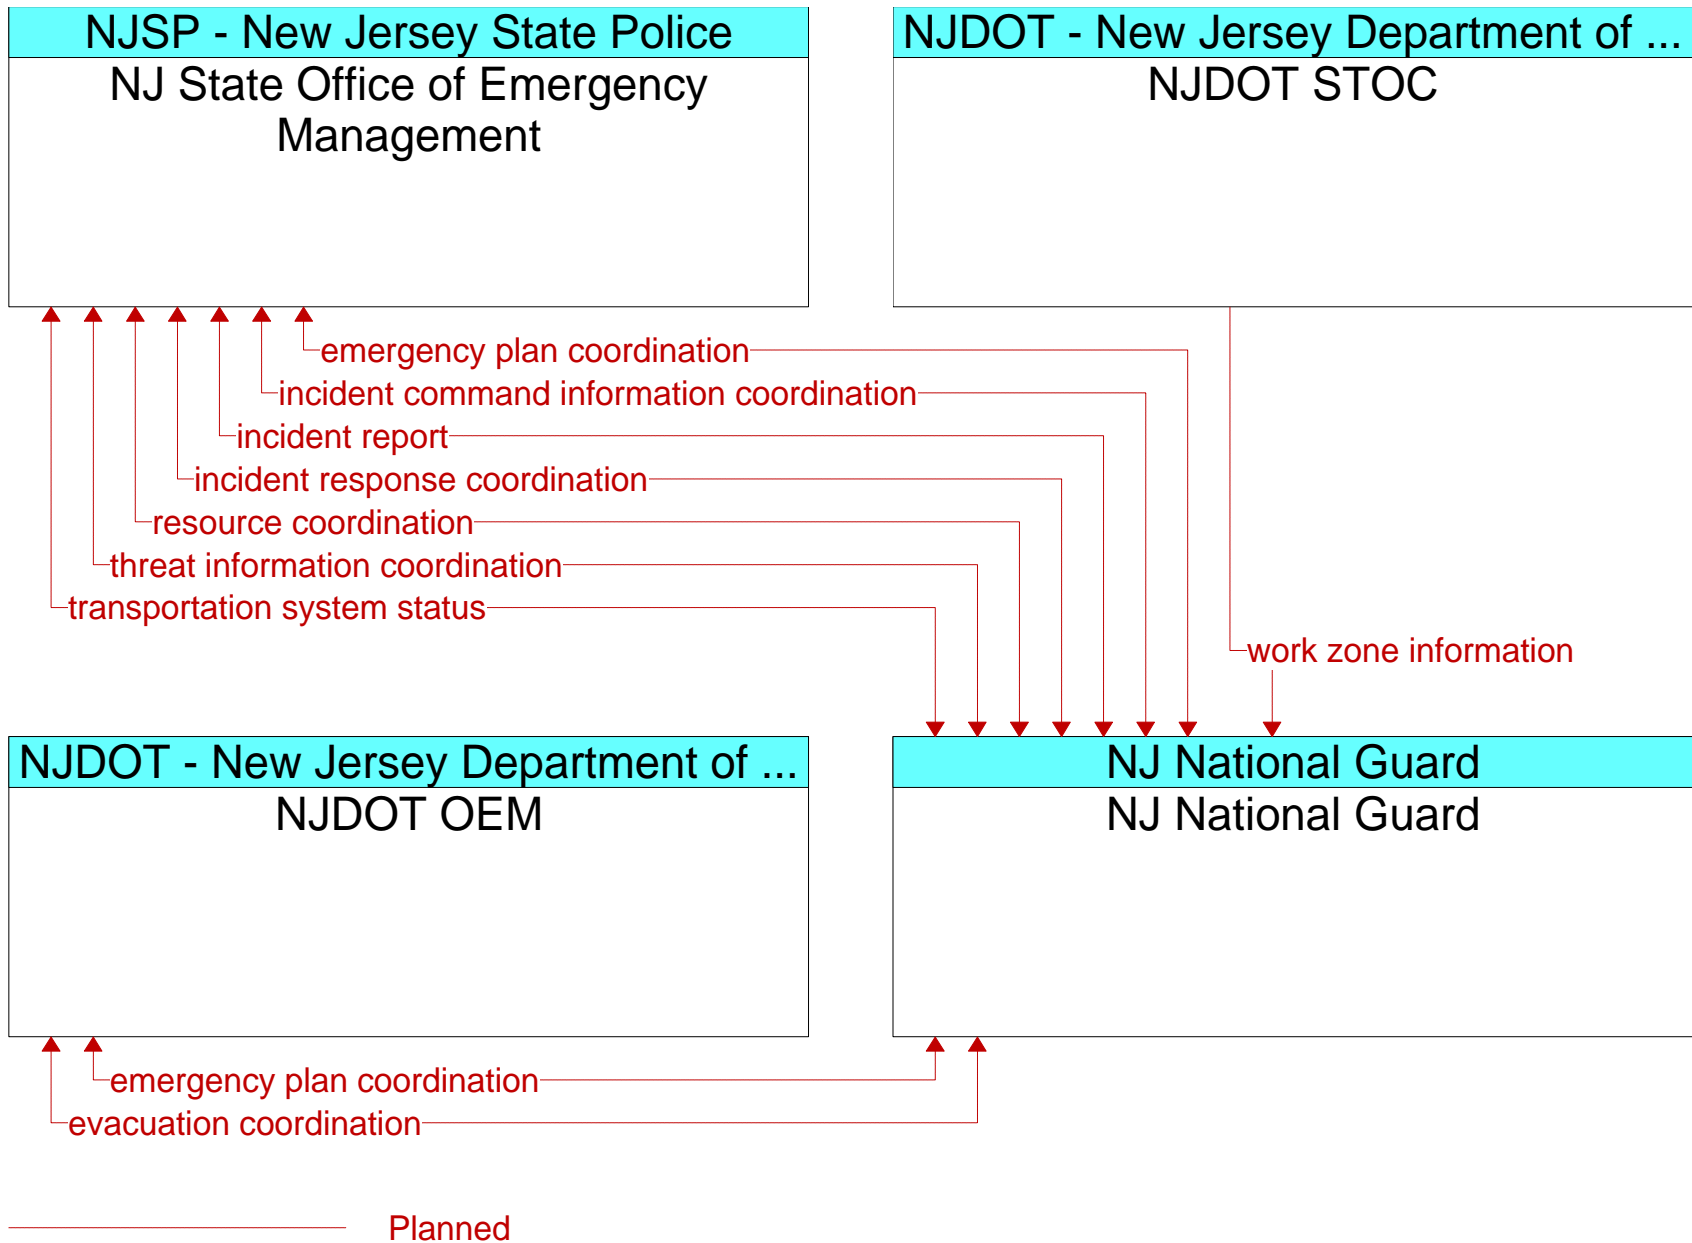 NJSP - New Jersey State Police
NJ State Office of Emergency
Management
NJDOT - New Jersey Department of ...
NJDOT STOC
emergency plan coordination
incident command information coordination
incident report
incident response coordination
resource coordination
threat information coordination
transportation system status
work zone information
NJDOT - New Jersey Department of ...
NJDOT OEM
NJ National Guard
NJ National Guard
emergency plan coordination
evacuation coordination
Planned